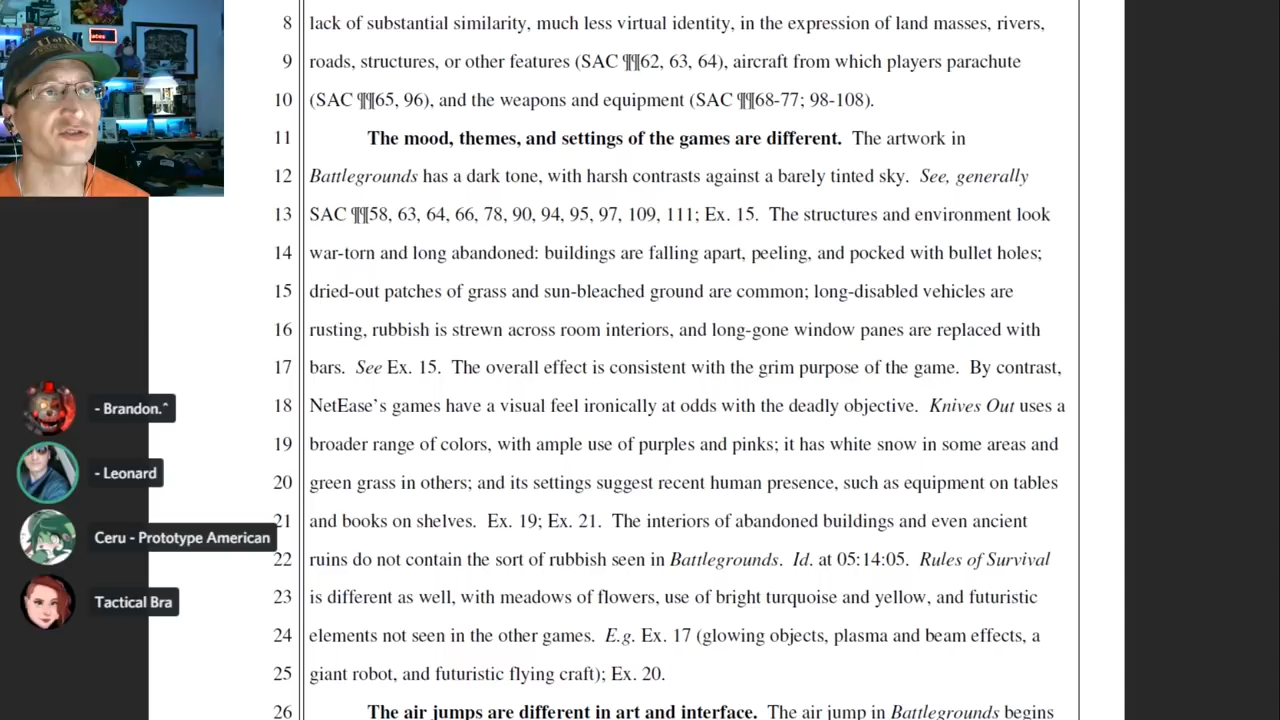 8 lack of substantial similarity, much less virtual identity, in the expression of land masses, rivers,
9 roads, structures, or other features (SAC ¶¶62, 63, 64), aircraft from which players parachute
10 (SAC ¶¶65, 96), and the weapons and equipment (SAC ¶¶68-77; 98-108).
11 The mood, themes, and settings of the games are different. The artwork in
12 Battlegrounds has a dark tone, with harsh contrasts against a barely tinted sky. See, generally
13 SAC ¶¶58, 63, 64, 66, 78, 90, 94, 95, 97, 109, 111; Ex. 15. The structures and environment look
14 war-torn and long abandoned: buildings are falling apart, peeling, and pocked with bullet holes;
15 dried-out patches of grass and sun-bleached ground are common; long-disabled vehicles are
16 rusting, rubbish is strewn across room interiors, and long-gone window panes are replaced with
17 bars. See Ex. 15. The overall effect is consistent with the grim purpose of the game. By contrast,
18 NetEase's games have a visual feel ironically at odds with the deadly objective. Knives Out uses a
19 broader range of colors, with ample use of purples and pinks; it has white snow in some areas and
20 green grass in others; and its settings suggest recent human presence, such as equipment on tables
21 and books on shelves. Ex. 19; Ex. 21. The interiors of abandoned buildings and even ancient
22 ruins do not contain the sort of rubbish seen in Battlegrounds. Id. at 05:14:05. Rules of Survival
23 is different as well, with meadows of flowers, use of bright turquoise and yellow, and futuristic
24 elements not seen in the other games. E.g. Ex. 17 (glowing objects, plasma and beam effects, a
25 giant robot, and futuristic flying craft); Ex. 20.
26 The air jumps are different in art and interface. The air jump in Battlegrounds begins
- Brandon.^
- Leonard
Ceru - Prototype American
Tactical Bra